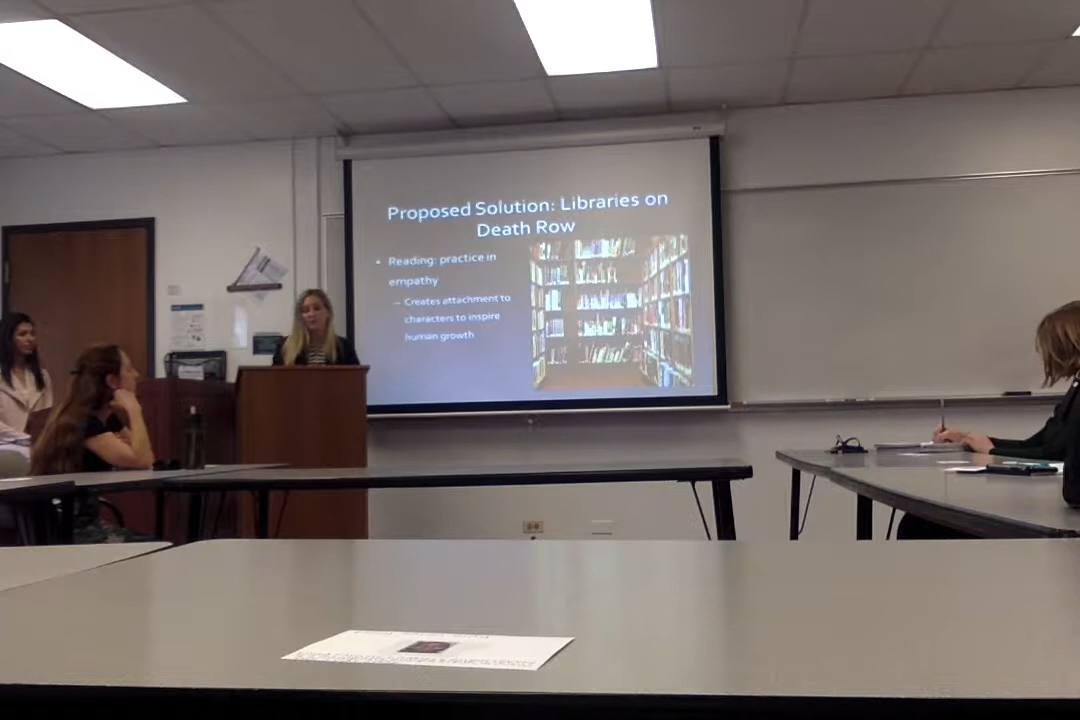 Proposed Solution: Libraries on
Death Row
• Reading: practice in
empathy
– Creates attachment to
characters to inspire
human growth